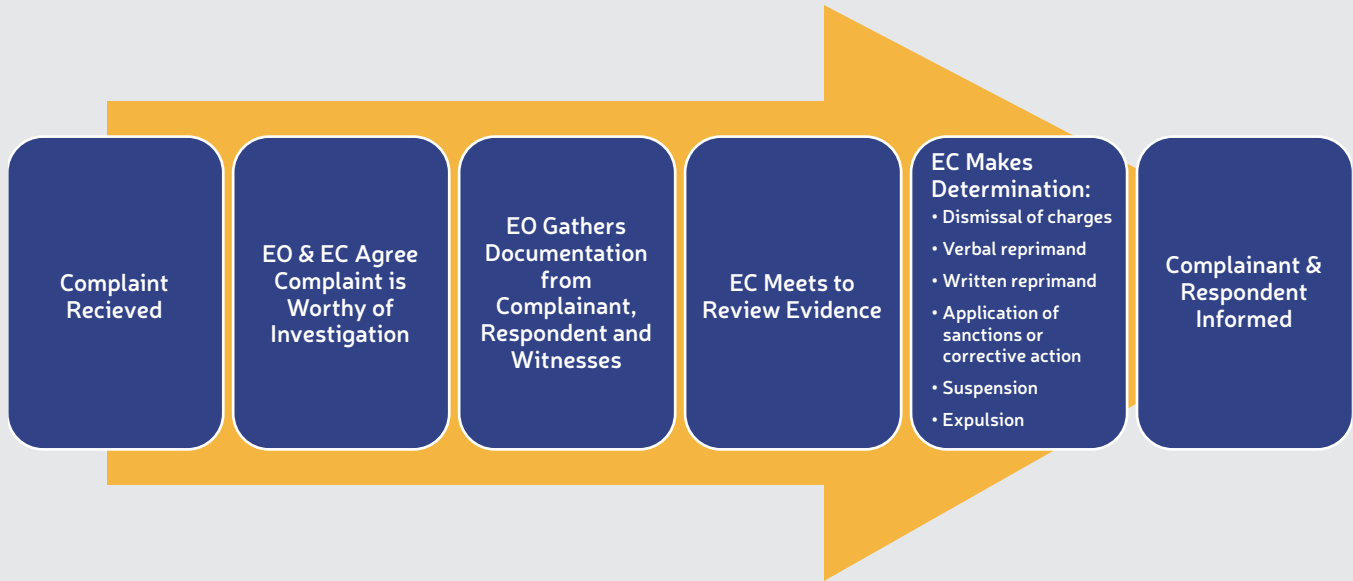 Complaint
Recieved
EO & EC Agree
Complaint is
Worthy of
Investigation
EO Gathers
Documentation
from
Complainant,
Respondent and
Witnesses
EC Meets to
Review Evidence
EC Makes
Determination:
• Dismissal of charges
• Verbal reprimand
• Written reprimand
• Application of
sanctions or
corrective action
• Suspension
• Expulsion
Complainant &
Respondent
Informed